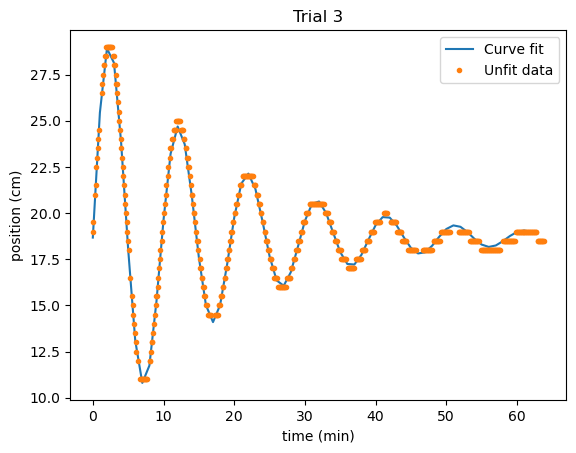 Trial 3
Curve fit
Unfit data
position (cm)
27.5
25.0
22.5
20.0
17.5
15.0
12.5
10.0
0 10 20 30 40 50 60
time (min)